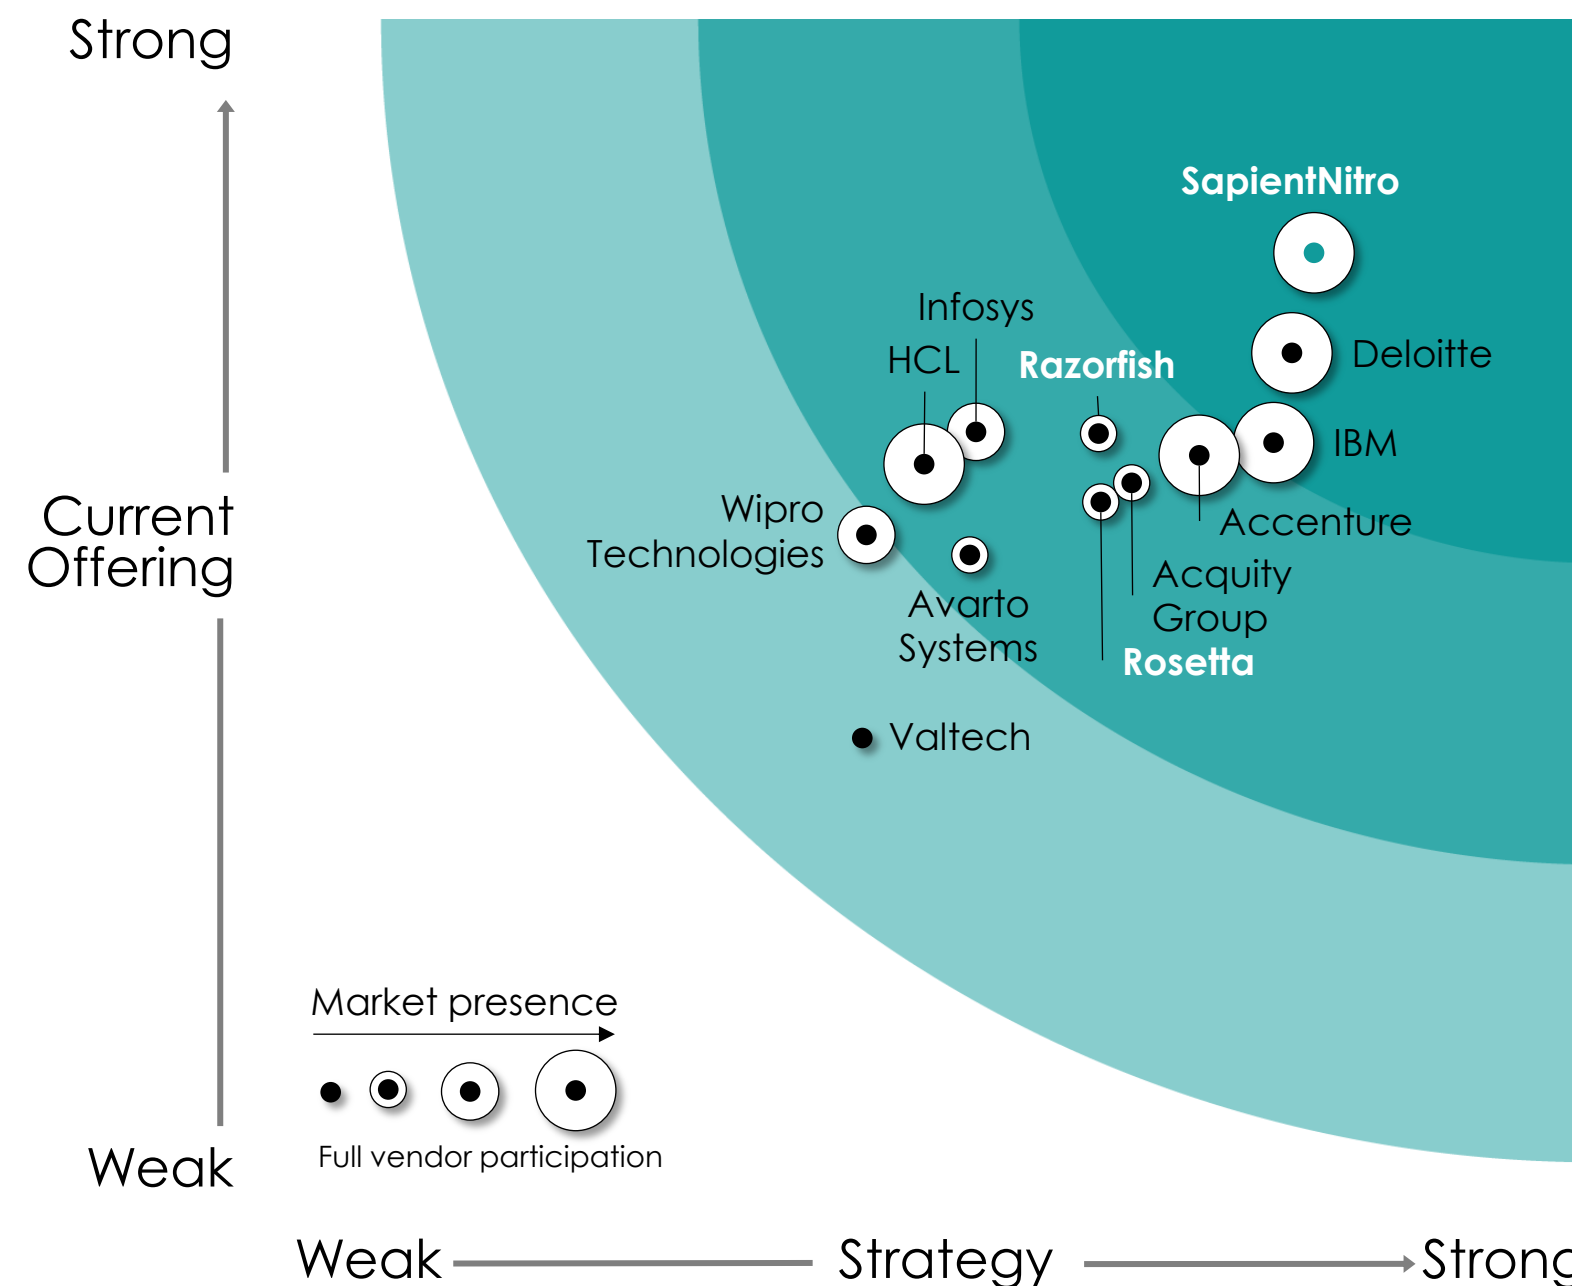 Strong
SapientNitro
Infosys
HCL
Razorfish
Deloitte
IBM
Current
Offering
Wipro
Technologies
Accenture
Avarto
Systems
Acquity
Group
Rosetta
Valtech
Market presence
Full vendor participation
Weak
Weak
Strategy
Strong